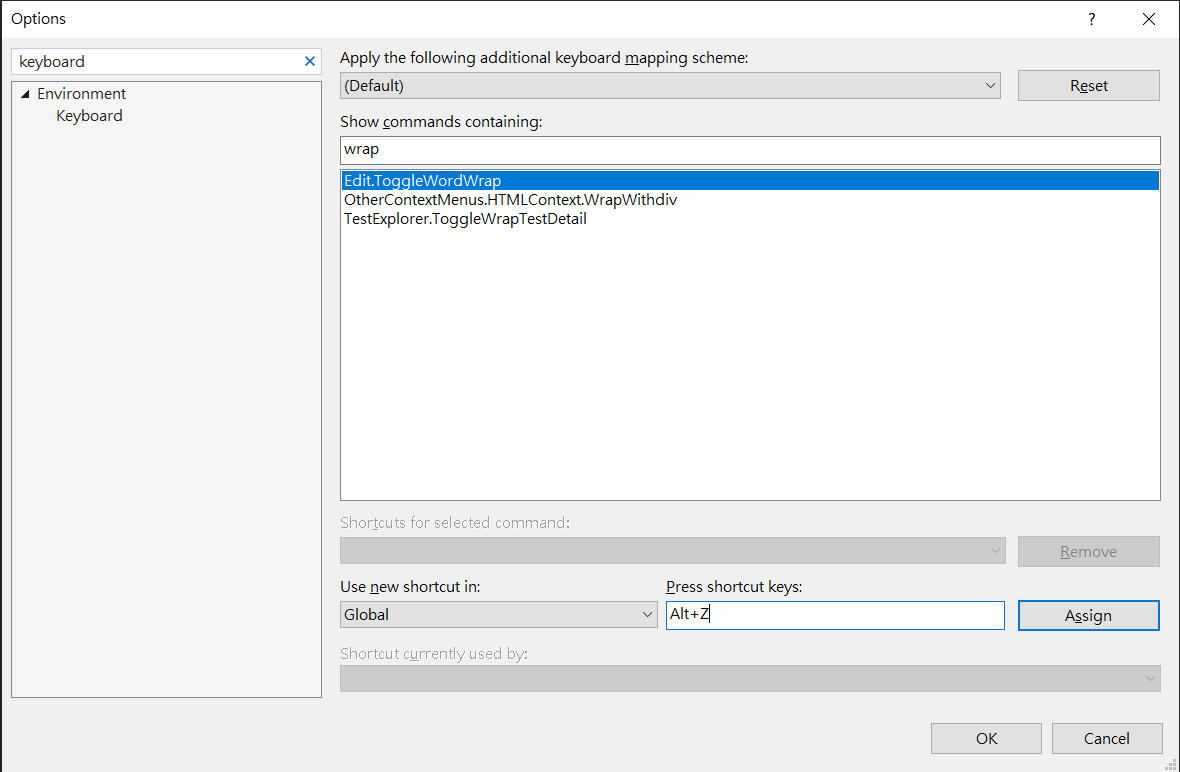 Options
?
keyboard
Environment
Keyboard
Apply the following additional keyboard mapping scheme:
(Default)
Reset
Show commands containing:
wrap
Edit.ToggleWordWrap
OtherContextMenus.HTMLContext.WrapWithdiv
TestExplorer.ToggleWrapTestDetail
Shortcuts for selected command:
Remove
Use new shortcut in:
Press shortcut keys:
Global
Alt+Z
Assign
Shortcut currently used by:
OK
Cancel